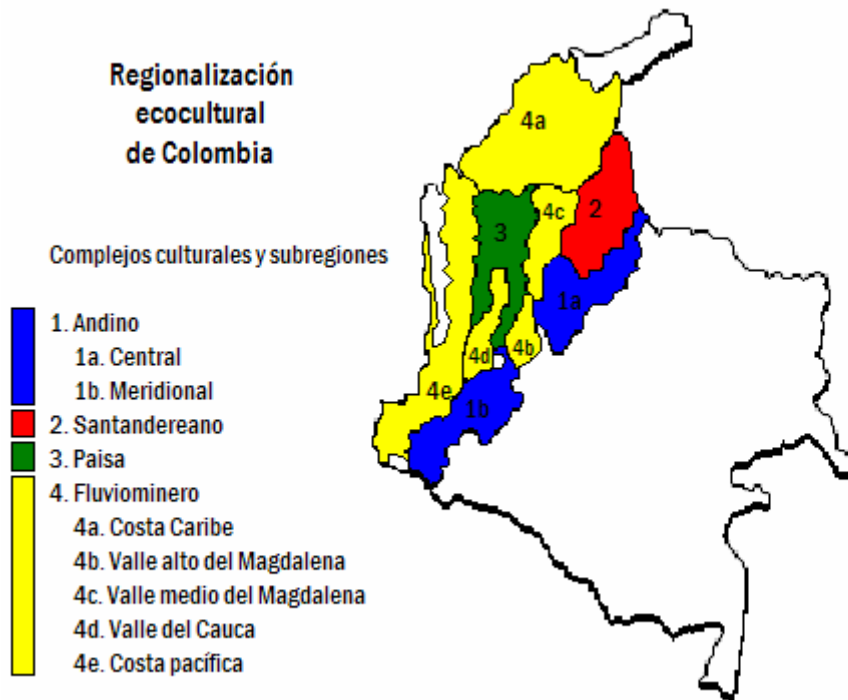 Regionalización
ecocultural
de Colombia
Complejos culturales y subregiones
1. Andino
1a. Central
1b. Meridional
2. Santandereano
3. Paisa
4. Fluviominero
4a. Costa Caribe
4b. Valle alto del Magdalena
4c. Valle medio del Magdalena
4d. Valle del Cauca
4e. Costa pacífica
4a
4c
2
3
1a
4d
4b
4e
1b